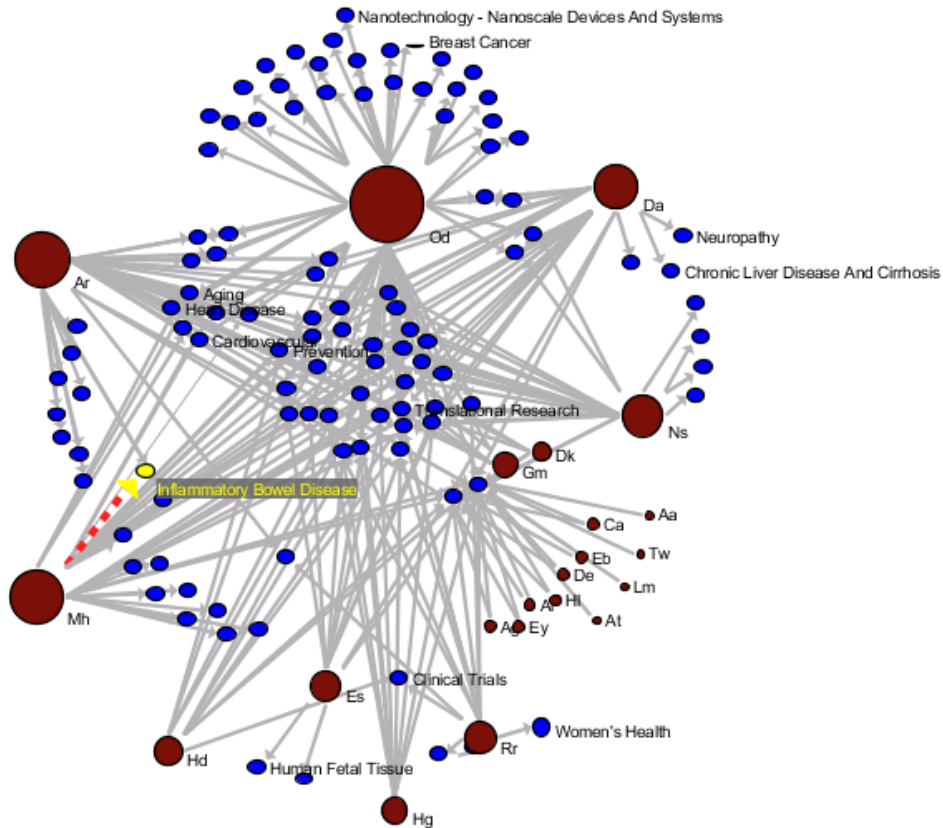 Nanotechnology - Nanoscale Devices And Systems
Breast Cancer
Da
Od
Neuropathy
Chronic Liver Disease And Cirrhosis
Ar
Aging
Heart Disease
Cardiovascular
Prevention
Translational Research
Ns
Dk
Gm
Inflammatory Bowel Disease
Aa
Ca
Tw
Eb
De
Lm
Hl
Mh
At
Ey
Clinical Trials
Es
Women's Health
Rr
Hd
Human Fetal Tissue
Hg